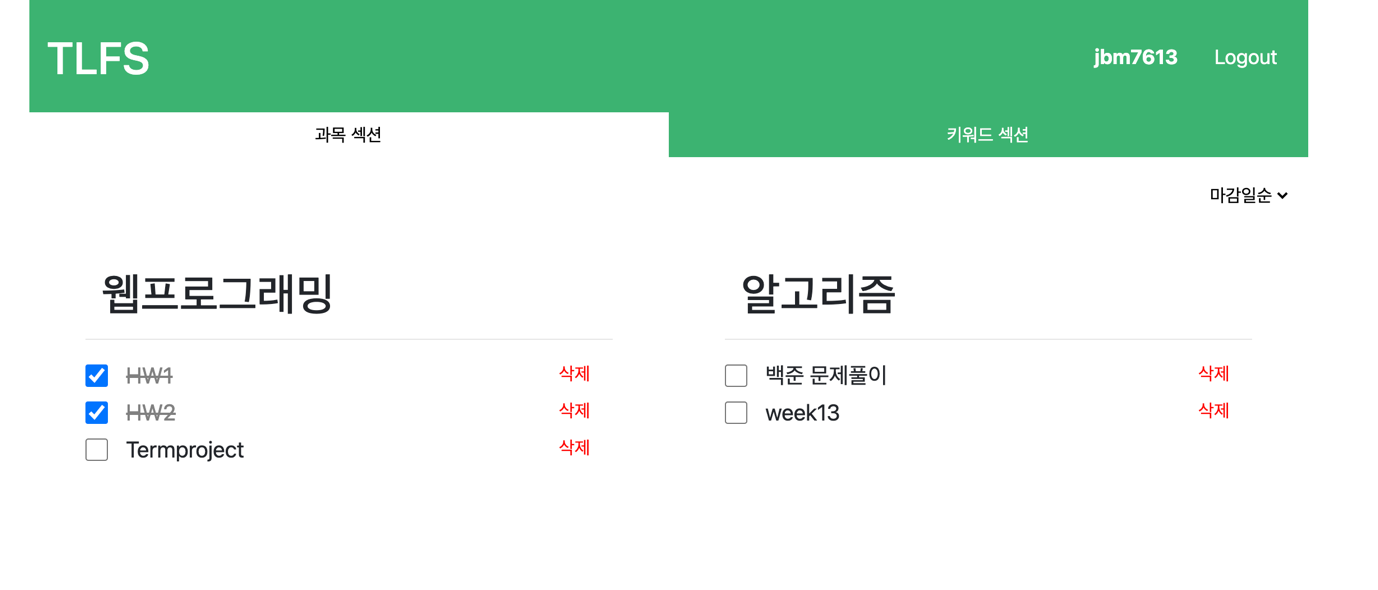 TLFS
jbm7613 Logout
과목 섹션
키워드 섹션
마감일순
웹프로그래밍
HW1 삭제
HW2 삭제
Termproject 삭제
알고리즘
백준 문제풀이 삭제
week13 삭제